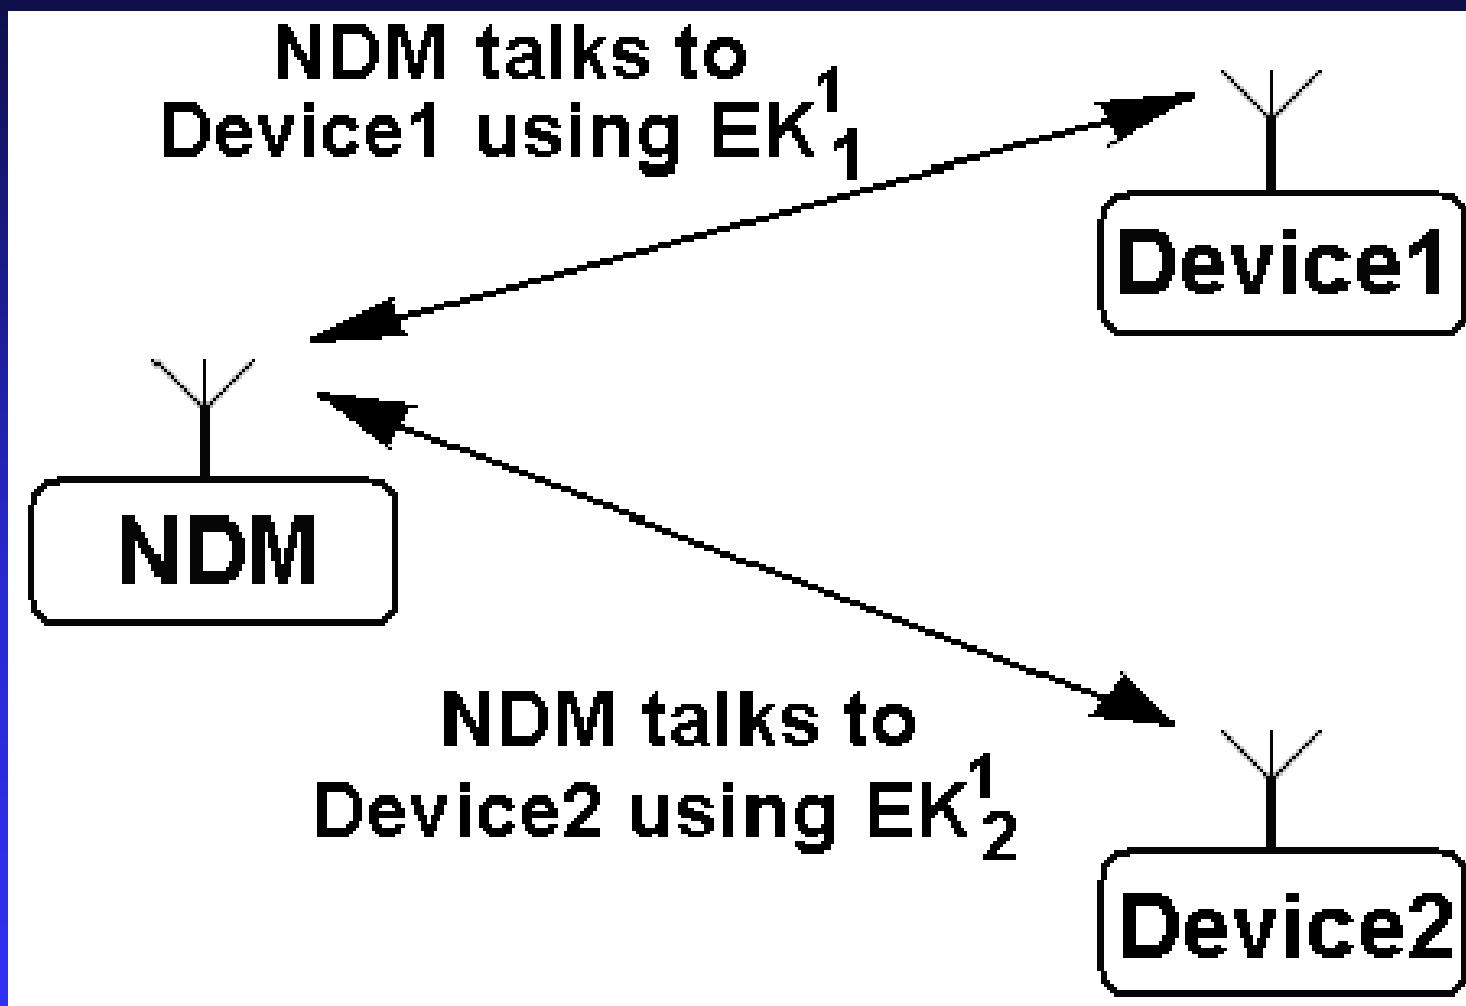 NDM talks to
Device1 using EK¹₁
Device1
NDM
NDM talks to
Device2 using EK¹₂
Device2